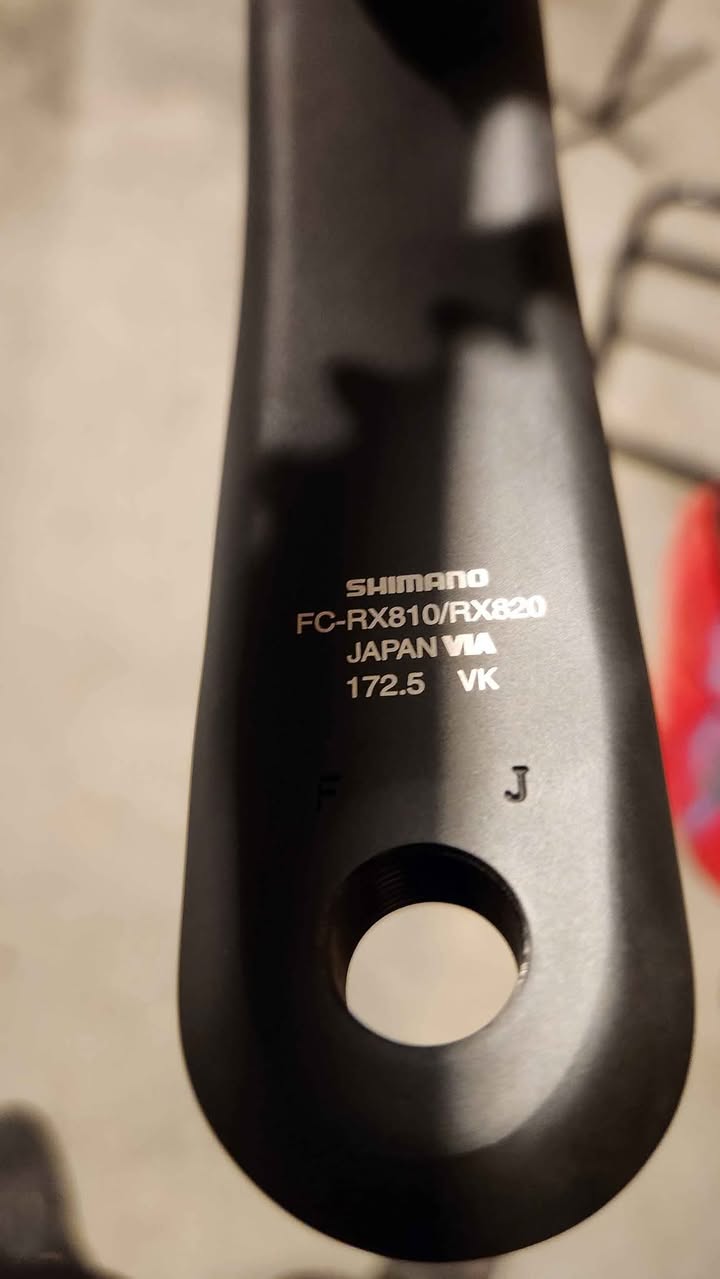 SHIMANO
FC-RX810/RX820
JAPAN VIA
172.5 VK
F J